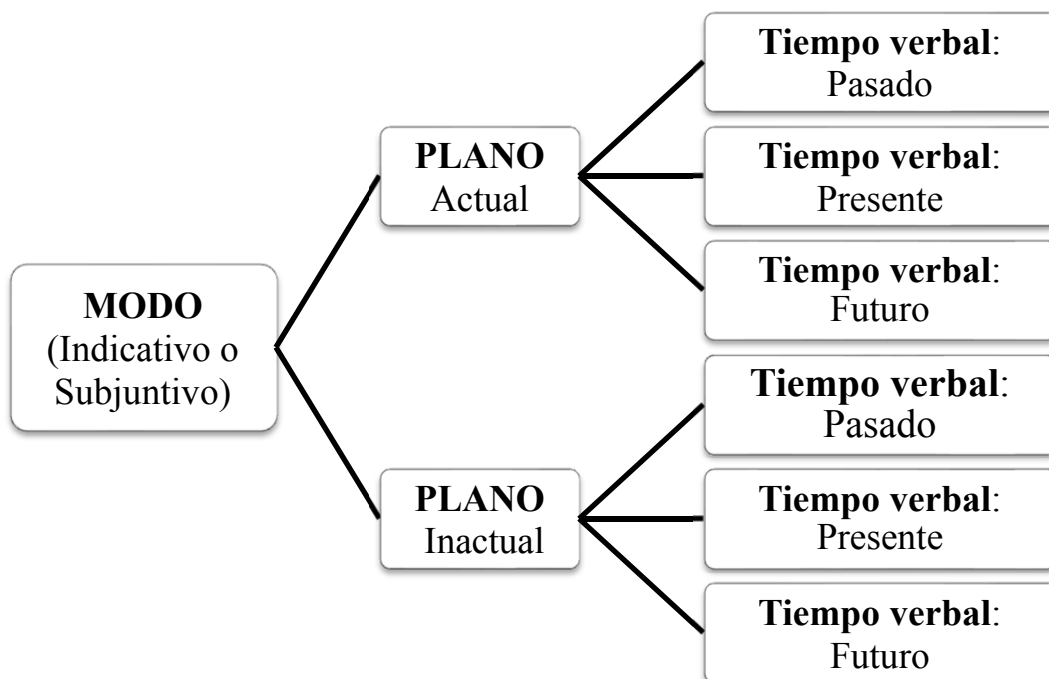 MODO
(Indicativo o
Subjuntivo)
PLANO
Actual
Tiempo verbal:
Pasado
Tiempo verbal:
Presente
Tiempo verbal:
Futuro
PLANO
Inactual
Tiempo verbal:
Pasado
Tiempo verbal:
Presente
Tiempo verbal:
Futuro